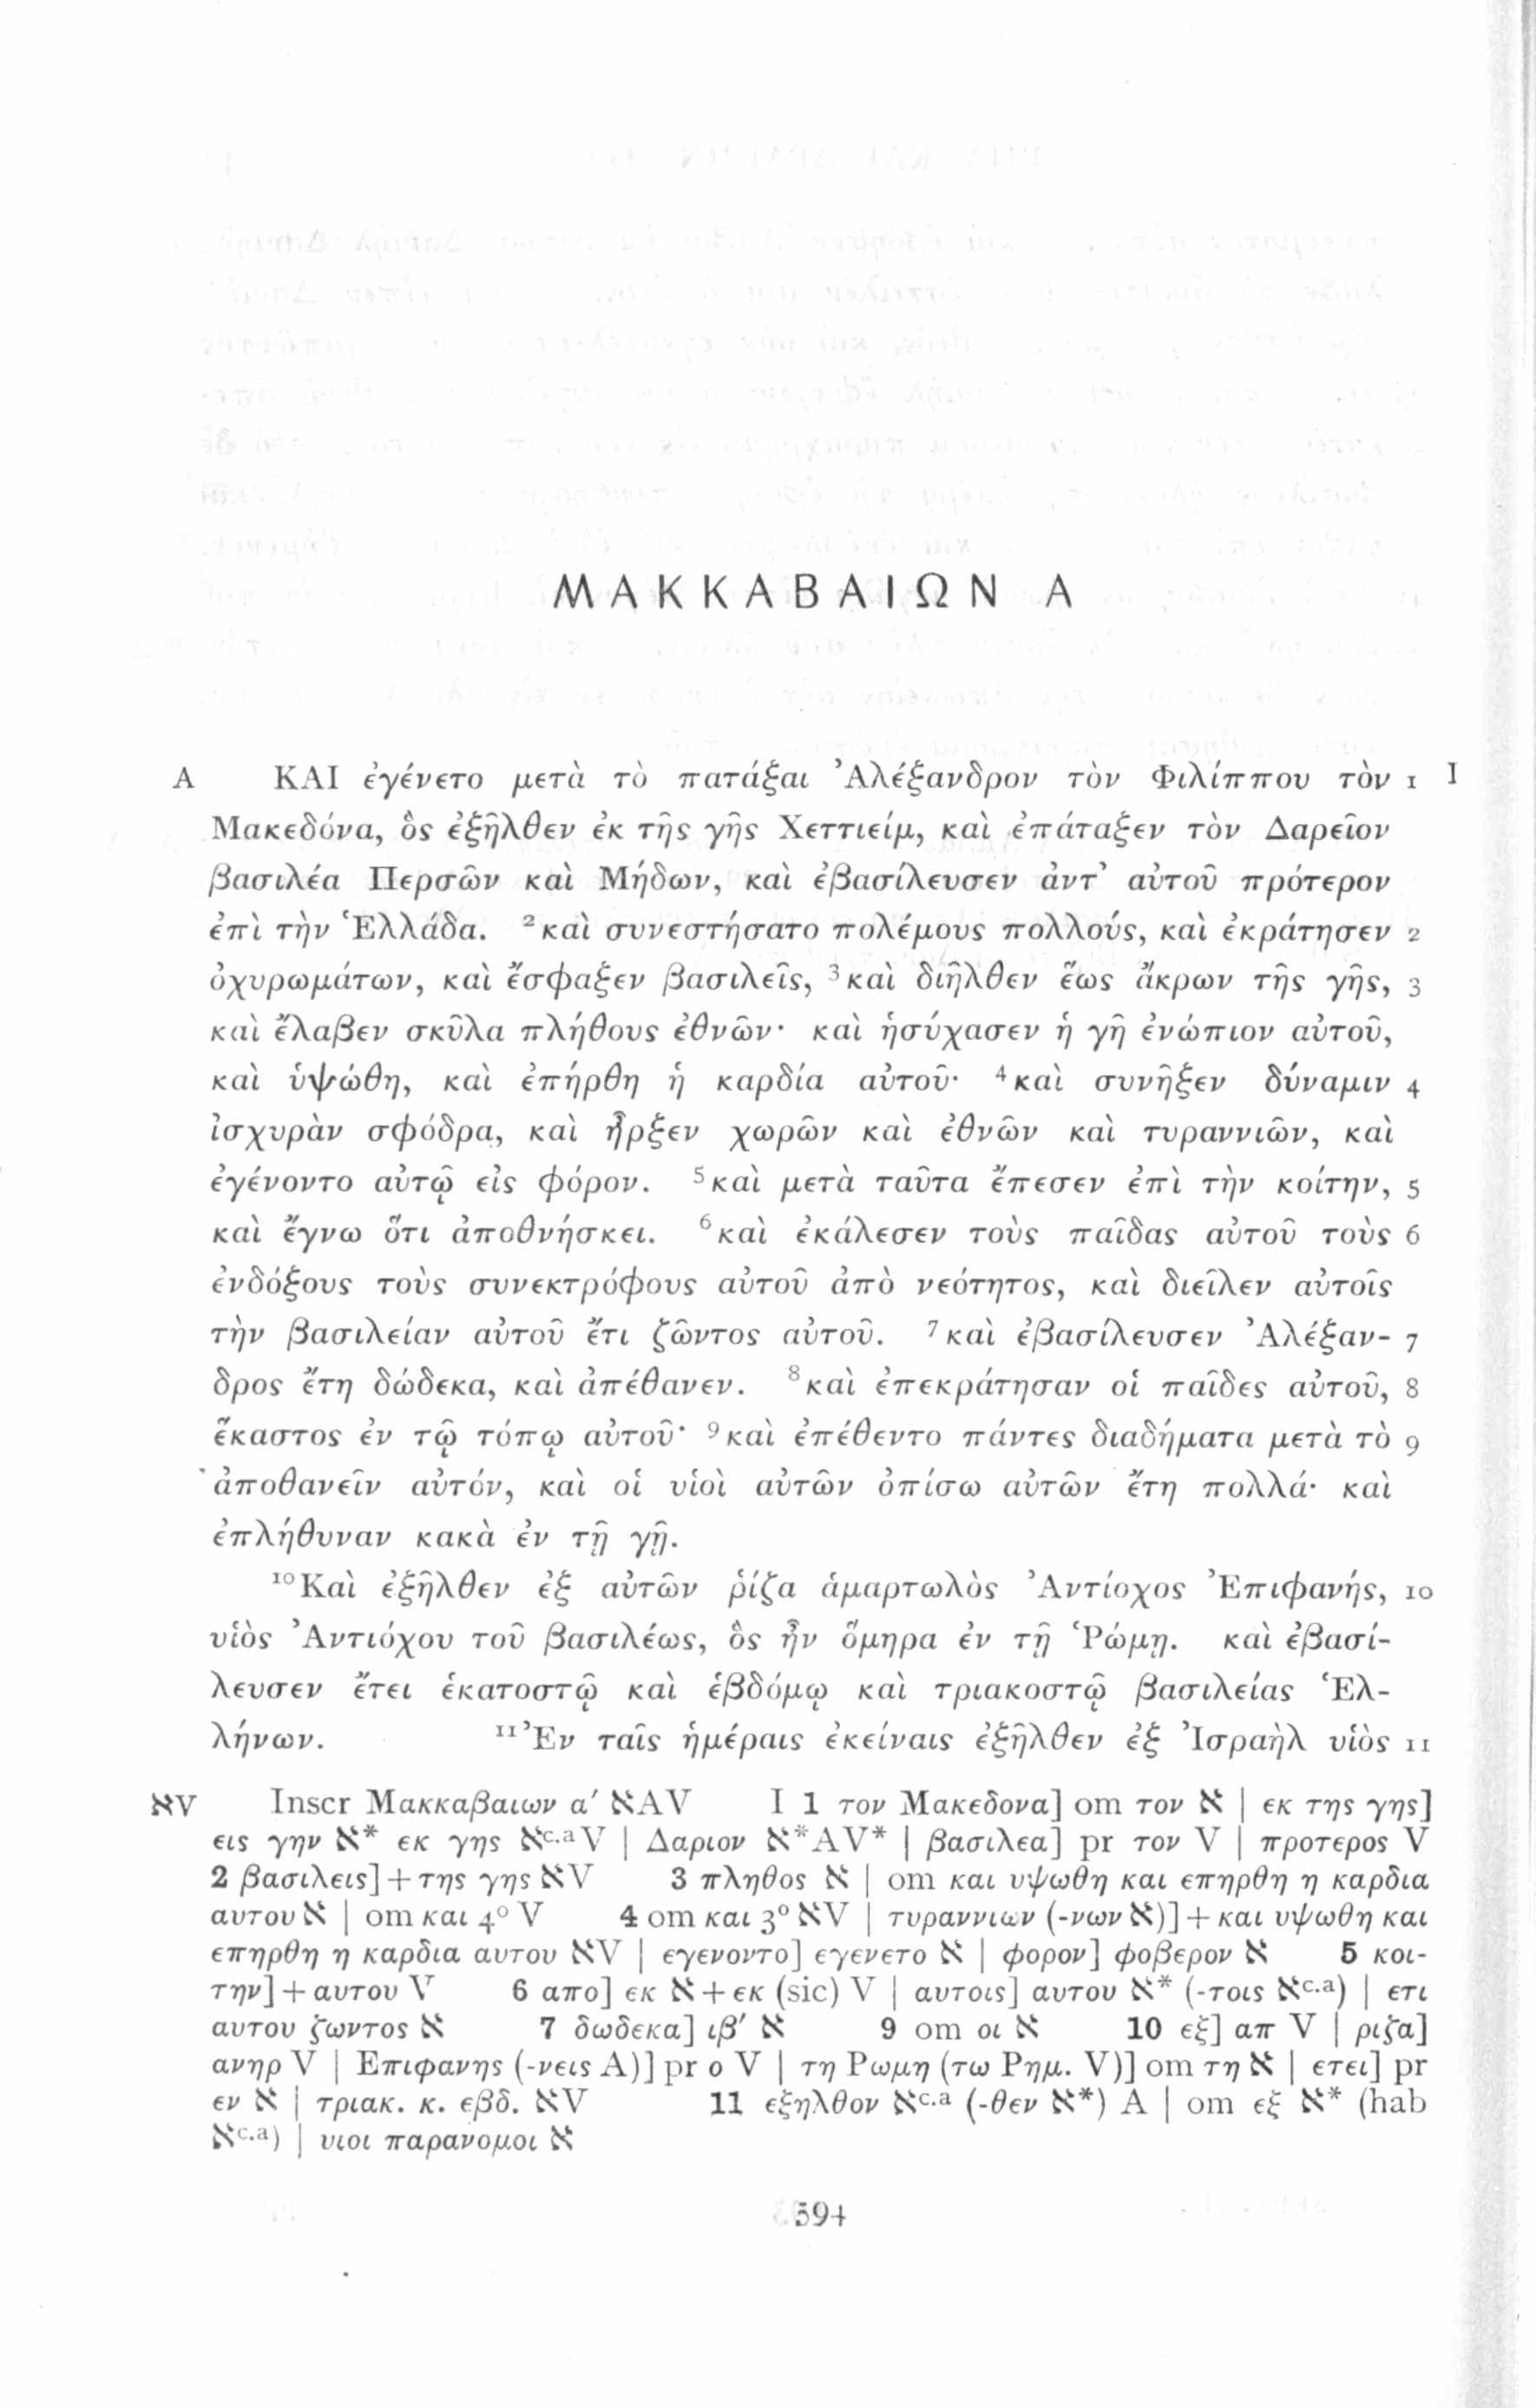 ΜΑΚΚΑΒΑΙΩΝ Α
A ΚΑΙ ἐγένετο μετὰ τὸ πατάξαι Ἀλέξανδρον τὸν Φιλίππου τὸν 1 I
Μακεδόνα, ὃς ἐξῆλθεν ἐκ τῆς γῆς Χεττιείμ, καὶ ἐπάταξεν τὸν Δαρεῖον
βασιλέα Περσῶν καὶ Μήδων, καὶ ἐβασίλευσεν ἀντ’ αὐτοῦ πρότερον
ἐπὶ τὴν Ἑλλάδα. ²καὶ συνεστήσατο πολέμους πολλούς, καὶ ἐκράτησεν 2
ὀχυρωμάτων, καὶ ἔσφαξεν βασιλεῖς, ³καὶ διῆλθεν ἕως ἄκρων τῆς γῆς, 3
καὶ ἔλαβεν σκῦλα πλήθους ἐθνῶν· καὶ ἡσύχασεν ἡ γῆ ἐνώπιον αὐτοῦ,
καὶ ὑψώθη, καὶ ἐπήρθη ἡ καρδία αὐτοῦ· ⁴καὶ συνῆξεν δύναμιν 4
ἰσχυρὰν σφόδρα, καὶ ἦρξεν χωρῶν καὶ ἐθνῶν καὶ τυραννιῶν, καὶ
ἐγένοντο αὐτῷ εἰς φόρον. ⁵καὶ μετὰ ταῦτα ἔπεσεν ἐπὶ τὴν κοίτην, 5
καὶ ἔγνω ὅτι ἀποθνήσκει. ⁶καὶ ἐκάλεσεν τοὺς παῖδας αὐτοῦ τοὺς 6
ἐνδόξους τοὺς συνεκτρόφους αὐτοῦ ἀπὸ νεότητος, καὶ διεῖλεν αὐτοῖς
τὴν βασιλείαν αὐτοῦ ἔτι ζῶντος αὐτοῦ. ⁷καὶ ἐβασίλευσεν Ἀλέξαν- 7
δρος ἔτη δώδεκα, καὶ ἀπέθανεν. ⁸καὶ ἐπεκράτησαν οἱ παῖδες αὐτοῦ, 8
ἕκαστος ἐν τῷ τόπῳ αὐτοῦ· ⁹καὶ ἐπέθεντο πάντες διαδήματα μετὰ τὸ 9
ἀποθανεῖν αὐτόν, καὶ οἱ υἱοὶ αὐτῶν ὀπίσω αὐτῶν ἔτη πολλά· καὶ
ἐπλήθυναν κακὰ ἐν τῇ γῇ.
¹⁰Καὶ ἐξῆλθεν ἐξ αὐτῶν ῥίζα ἁμαρτωλὸς Ἀντίοχος Ἐπιφανής, 10
υἱὸς Ἀντιόχου τοῦ βασιλέως, ὃς ἦν ὅμηρα ἐν τῇ Ῥώμῃ. καὶ ἐβασί-
λευσεν ἔτει ἑκατοστῷ καὶ ἑβδόμῳ καὶ τριακοστῷ βασιλείας Ἑλ-
λήνων. ¹¹Ἐν ταῖς ἡμέραις ἐκείναις ἐξῆλθεν ἐξ Ἰσραὴλ υἱὸς 11
אV Inscr Μακκαβαιων α′ אAV I 1 τον Μακεδονα] om τον א | εκ της γης]
εις γην א* εκ γης אᶜ·ᵃV | Δαριον א*AV* | βασιλεα] pr τον V | προτερος V
2 βασιλεις]+της γης אV 3 πληθος א | om και υψωθη και επηρθη η καρδια
αυτου א | om και 4° V 4 om και 3° אV | τυραννιων (-νων א)]+και υψωθη και
επηρθη η καρδια αυτου אV | εγενοντο] εγενετο א | φορον] φοβερον א 5 κοι-
την]+αυτου V 6 απο] εκ א+εκ (sic) V | αυτοις] αυτου א* (-τοις אᶜ·ᵃ) | ετι
αυτου ζωντος א 7 δωδεκα] ιβ′ א 9 om οι א 10 εξ] απ V | ριζα]
ανηρ V | Επιφανης (-νεις A)] pr ο V | τη Ρωμη (τω Ρημ. V)] om τη א | ετει] pr
εν א | τριακ. κ. εβδ. אV 11 εξηλθον אᶜ·ᵃ (-θεν א*) A | om εξ א* (hab
אᶜ·ᵃ) | υιοι παρανομοι א
594